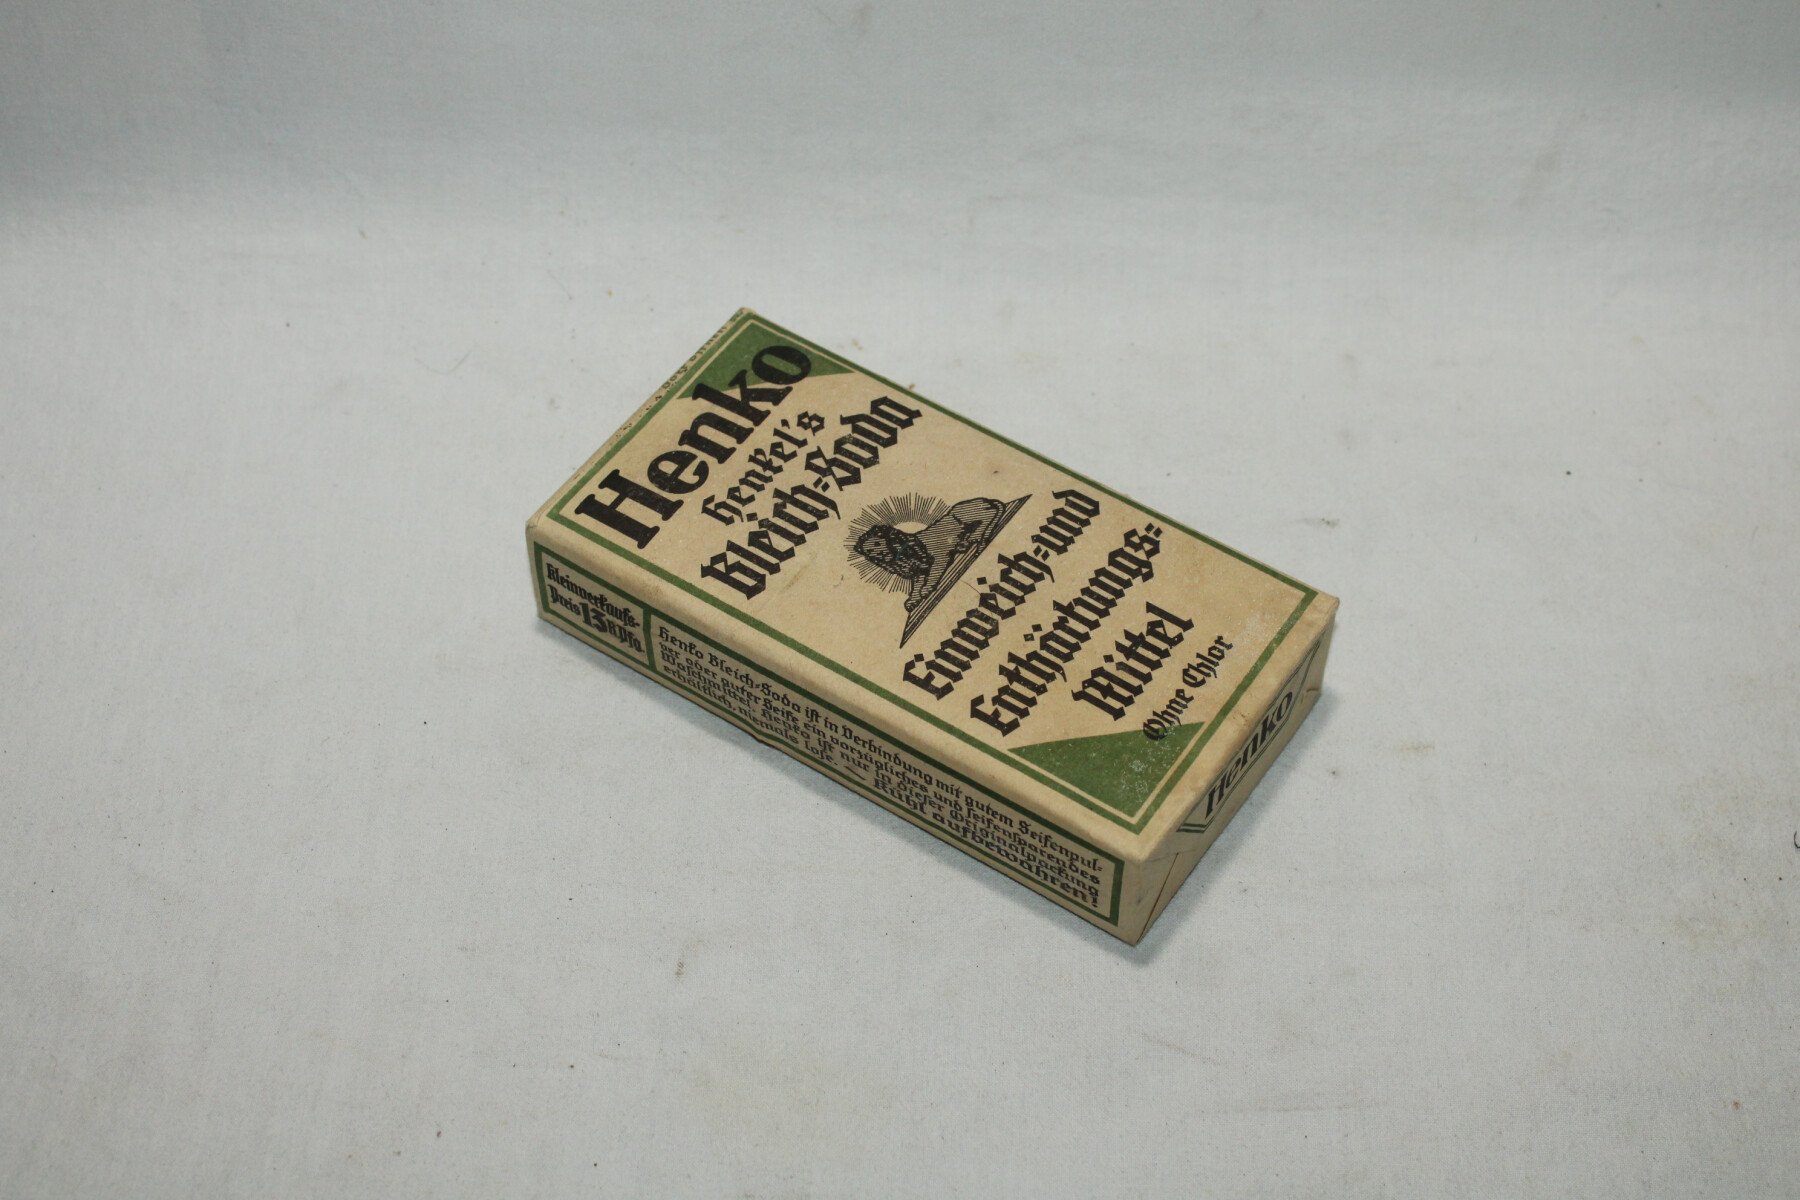 Henko
Henkel's
Bleich=Soda
Einweich=und
Enthärtungs=
Mittel
Ohne Chlor
Kleinverkaufs-
Preis 13 R Pfg.
Henko Bleich=Soda ist in Verbindung mit gutem Seifenpul=
ver oder guter Seife ein vorzügliches und seifensparendes
Waschmittel. Henko ist nur in dieser Originalpackung
erhältlich, niemals lose. — Kühl aufbewahren!
Henko